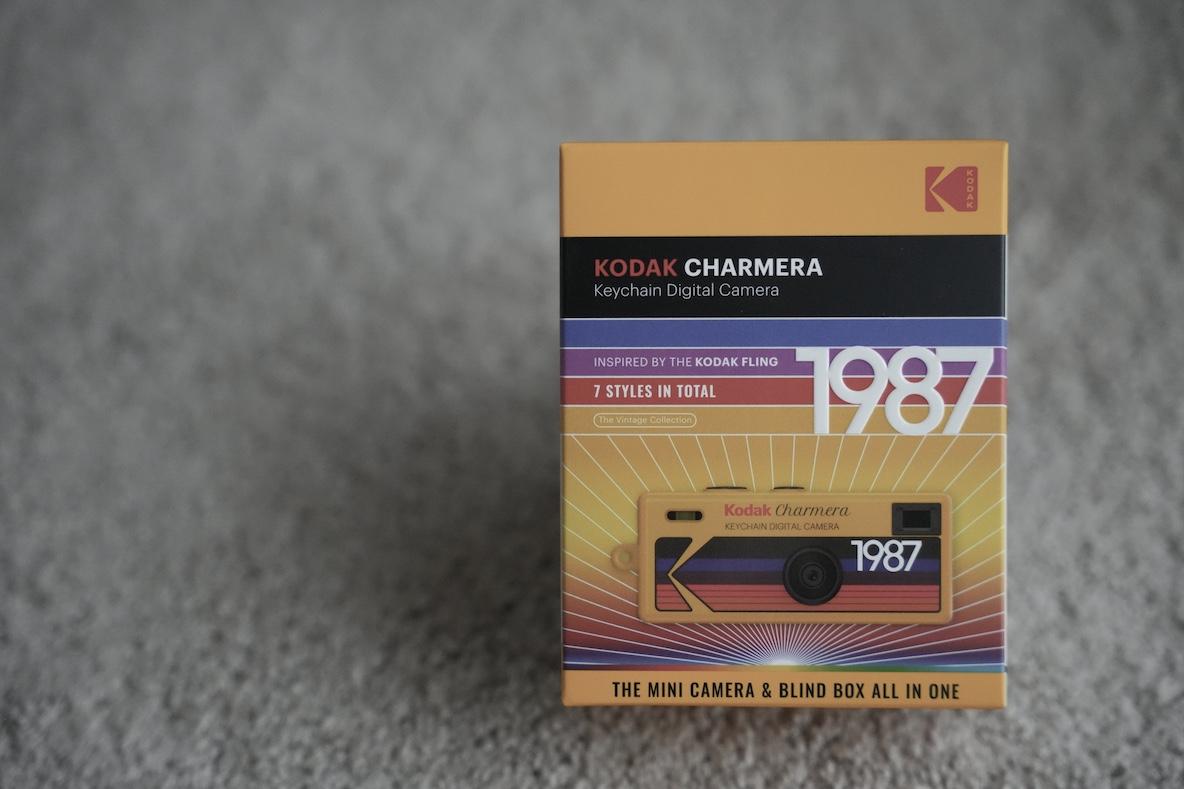 KODAK
KODAK CHARMERA
Keychain Digital Camera
INSPIRED BY THE KODAK FLING
1987
7 STYLES IN TOTAL
The Vintage Collection
Kodak Charmera
KEYCHAIN DIGITAL CAMERA
1987
THE MINI CAMERA & BLIND BOX ALL IN ONE